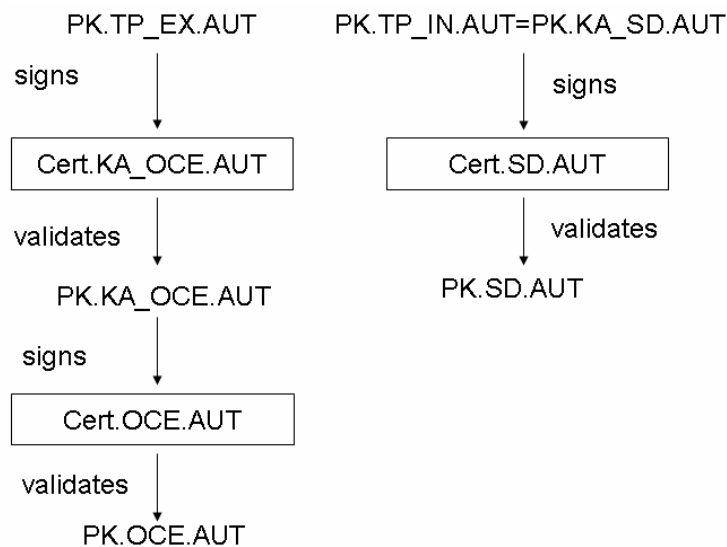 PK.TP_EX.AUT
signs
Cert.KA_OCE.AUT
validates
PK.KA_OCE.AUT
signs
Cert.OCE.AUT
validates
PK.OCE.AUT
PK.TP_IN.AUT=PK.KA_SD.AUT
signs
Cert.SD.AUT
validates
PK.SD.AUT